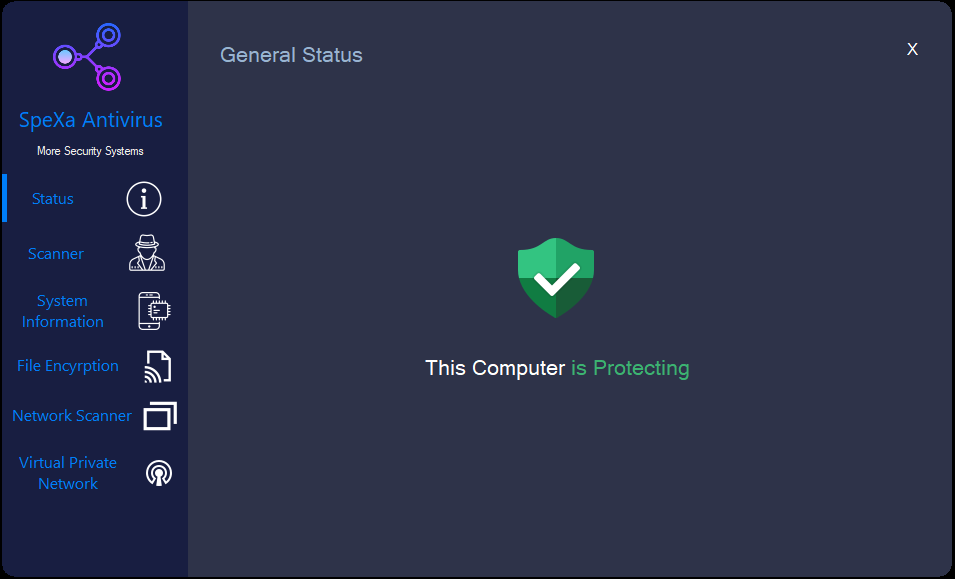 General Status
X
SpeXa Antivirus
More Security Systems
Status
Scanner
System
Information
File Encyrption
Network Scanner
Virtual Private
Network
This Computer is Protecting